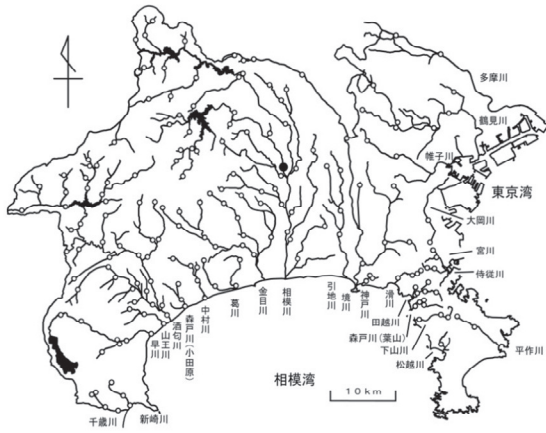 多摩川
鶴見川
帷子川
東京湾
大岡川
宮川
侍従川
平作川
松越川
下山川
森戸川(葉山)
田越川
滑川
神戸川
境川
引地川
相模川
金目川
葛川
中村川
森戸川(小田原)
酒匂川
山王川
早川
新崎川
千歳川
相模湾
10km